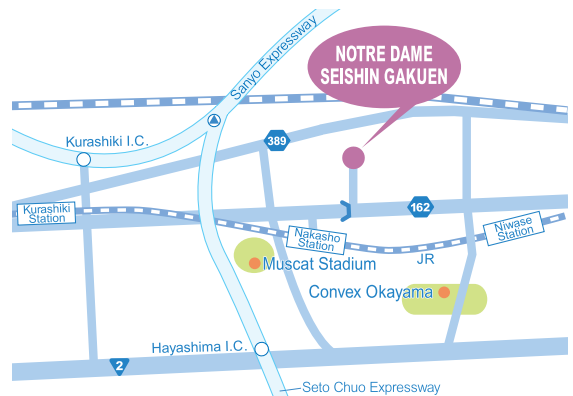 Sanyo Expressway
NOTRE DAME
SEISHIN GAKUEN
Kurashiki I.C.
389
Kurashiki
Station
162
Nakasho
Station
Niwase
Station
JR
Muscat Stadium
Convex Okayama
Hayashima I.C.
2
Seto Chuo Expressway